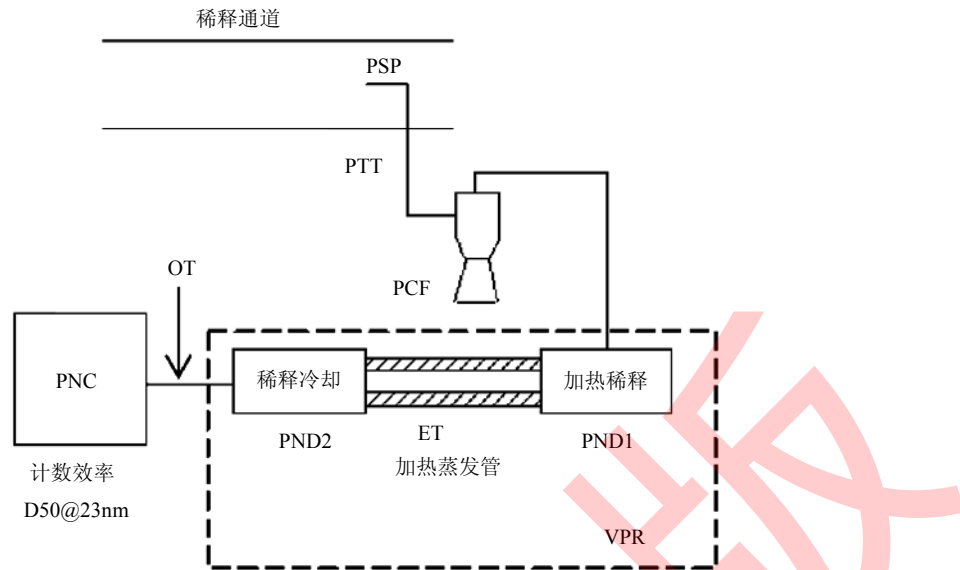 稀释通道
PSP
PTT
PCF
OT
PNC
稀释冷却
加热稀释
PND2
ET
PND1
加热蒸发管
计数效率
D50@23nm
VPR
版